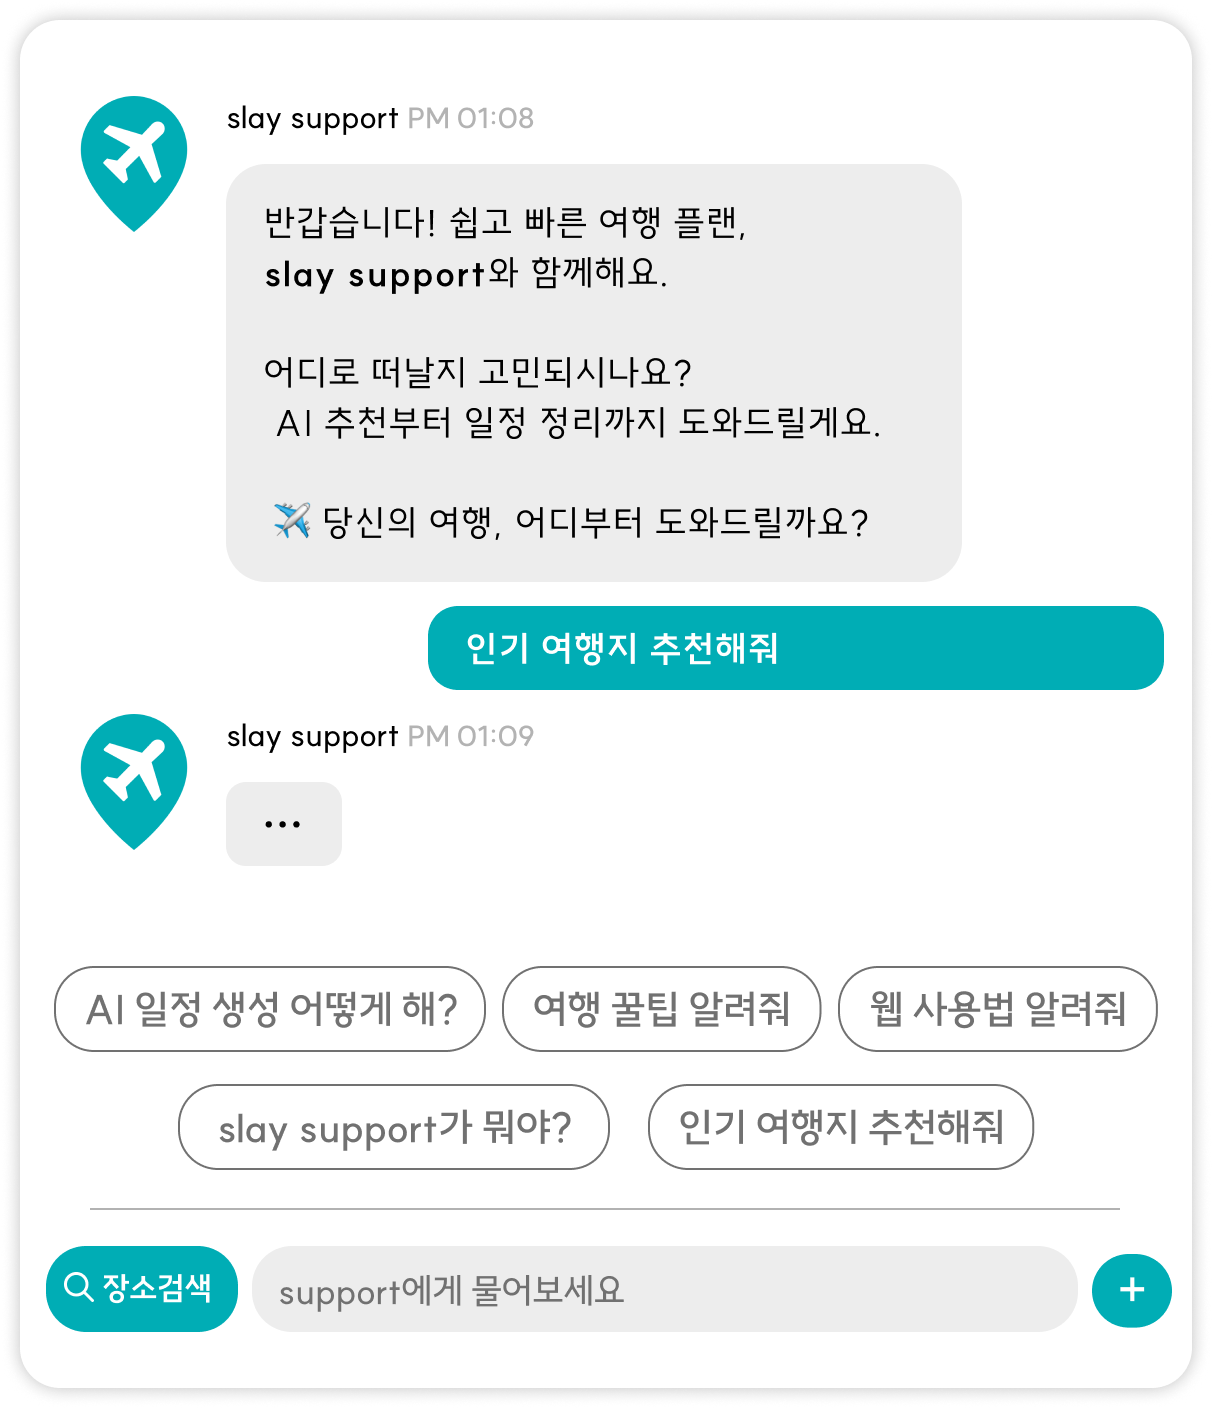 slay support PM 01:08
반갑습니다! 쉽고 빠른 여행 플랜,
slay support와 함께해요.
어디로 떠날지 고민되시나요?
AI 추천부터 일정 정리까지 도와드릴게요.
✈️ 당신의 여행, 어디부터 도와드릴까요?
인기 여행지 추천해줘
slay support PM 01:09
...
AI 일정 생성 어떻게 해?
여행 꿀팁 알려줘
웹 사용법 알려줘
slay support가 뭐야?
인기 여행지 추천해줘
장소검색
support에게 물어보세요
+